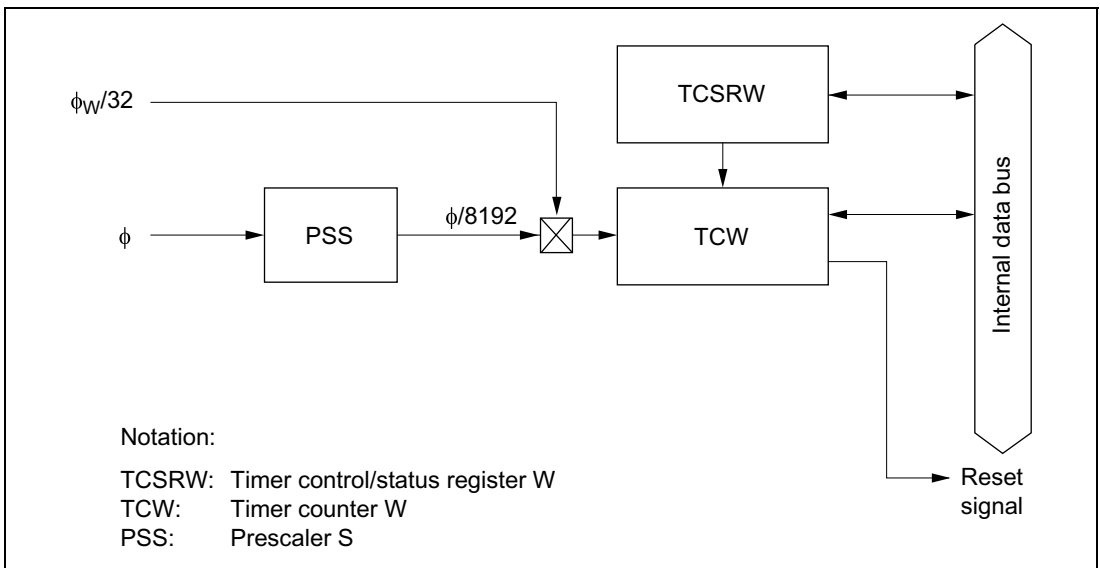 TCSRW
ϕW/32
ϕ/8192
ϕ
PSS
TCW
Internal data bus
Notation:
TCSRW: Timer control/status register W
TCW: Timer counter W
PSS: Prescaler S
Reset
signal